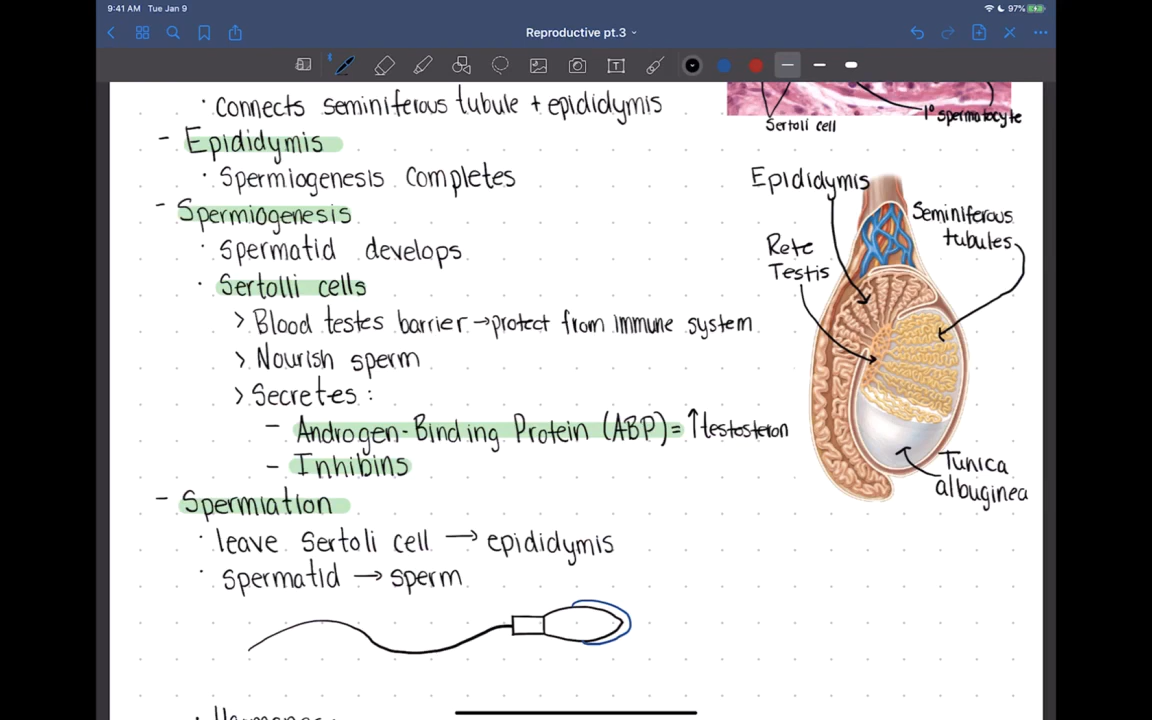 9:41 AM Tue Jan 9
97%
Reproductive pt.3
· Connects seminiferous tubule + epididymis
Sertoli cell
1° spermatocyte
- Epididymis
· Spermiogenesis completes
- Spermiogenesis
· Spermatid develops
· Sertolli cells
> Blood testes barrier → protect from immune system
> Nourish sperm
> Secretes:
- Androgen-Binding Protein (ABP) = ↑ testosteron
- Inhibins
- Spermiation
· leave Sertoli cell → epididymis
· spermatid → sperm
Epididymis
Seminiferous
tubules
Rete
Testis
Tunica
albuginea